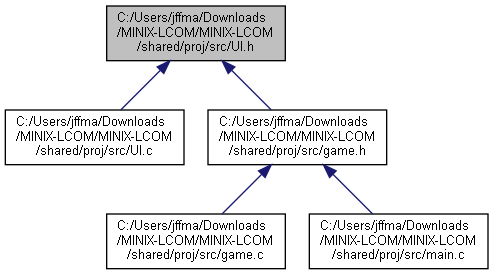 C:/Users/jffma/Downloads
/MINIX-LCOM/MINIX-LCOM
/shared/proj/src/UI.h
C:/Users/jffma/Downloads
/MINIX-LCOM/MINIX-LCOM
/shared/proj/src/UI.c
C:/Users/jffma/Downloads
/MINIX-LCOM/MINIX-LCOM
/shared/proj/src/game.h
C:/Users/jffma/Downloads
/MINIX-LCOM/MINIX-LCOM
/shared/proj/src/game.c
C:/Users/jffma/Downloads
/MINIX-LCOM/MINIX-LCOM
/shared/proj/src/main.c